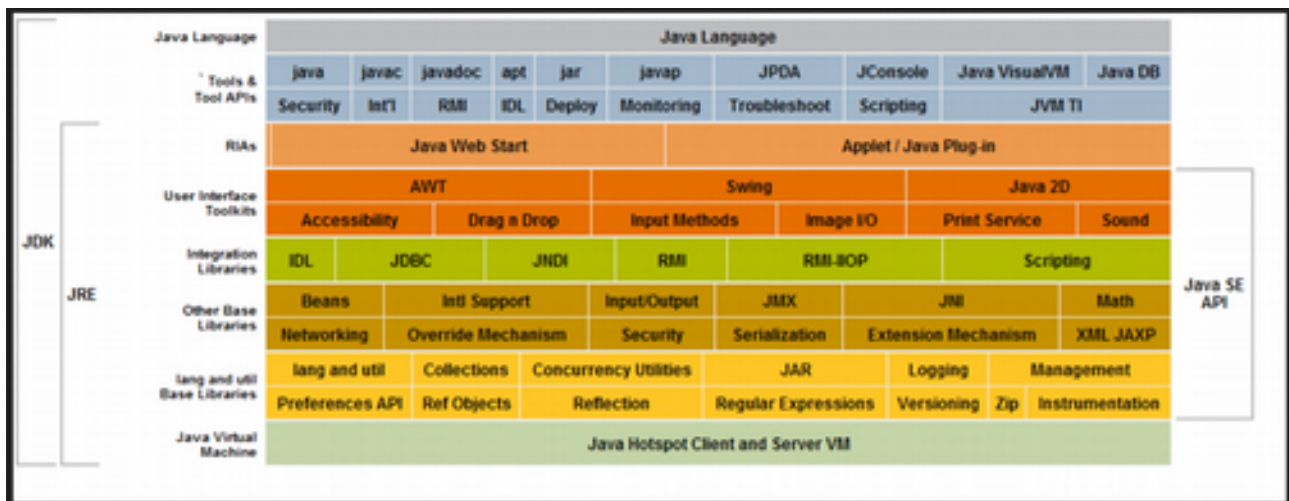 Java Language Java Language
` Tools & Tool APIs
java javac javadoc apt jar javap JPDA JConsole Java VisualVM Java DB
Security Int'l RMI IDL Deploy Monitoring Troubleshoot Scripting JVM TI
RIAs Java Web Start Applet / Java Plug-in
User Interface Toolkits
AWT Swing Java 2D
Accessibility Drag n Drop Input Methods Image I/O Print Service Sound
JDK
Integration Libraries
IDL JDBC JNDI RMI RMI-IIOP Scripting
JRE
Java SE API
Other Base Libraries
Beans Intl Support Input/Output JMX JNI Math
Networking Override Mechanism Security Serialization Extension Mechanism XML JAXP
lang and util Base Libraries
lang and util Collections Concurrency Utilities JAR Logging Management
Preferences API Ref Objects Reflection Regular Expressions Versioning Zip Instrumentation
Java Virtual Machine
Java Hotspot Client and Server VM